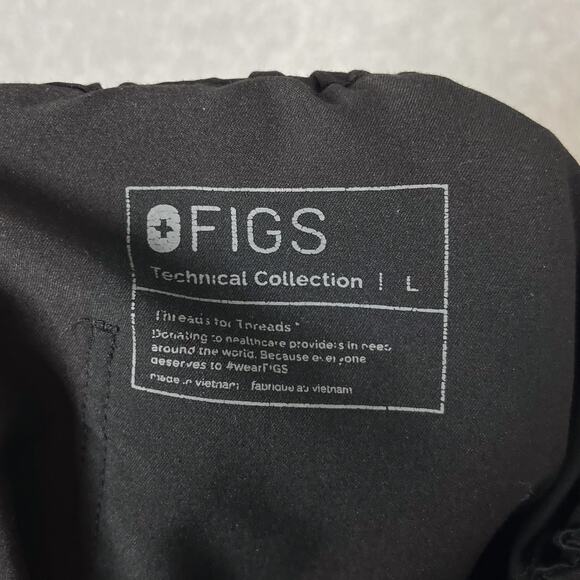 FIGS
Technical Collection | L
Threads for Threads
Donating to healthcare providers in need
around the world. Because everyone
deserves to #wearFIGS
made in vietnam fabriqué au vietnam